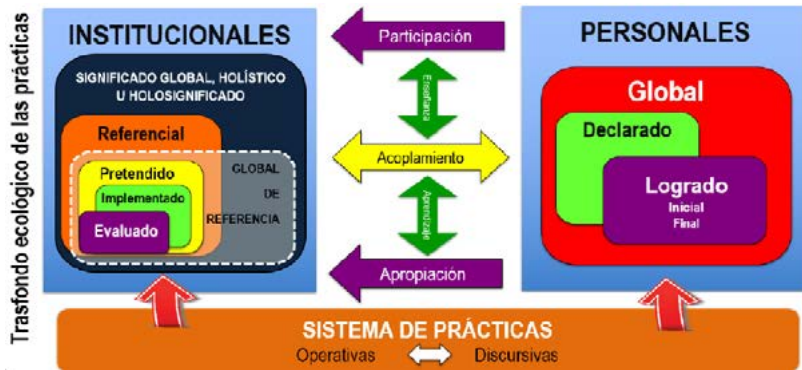 Trasfondo ecológico de las prácticas
INSTITUCIONALES
SIGNIFICADO GLOBAL, HOLÍSTICO
U HOLOSIGNIFICADO
Referencial
Pretendido
Implementado
Evaluado
GLOBAL
DE
REFERENCIA
Participación
Enseñanza
Acoplamiento
Aprendizaje
Apropiación
PERSONALES
Global
Declarado
Logrado
Inicial
Final
SISTEMA DE PRÁCTICAS
Operativas Discursivas